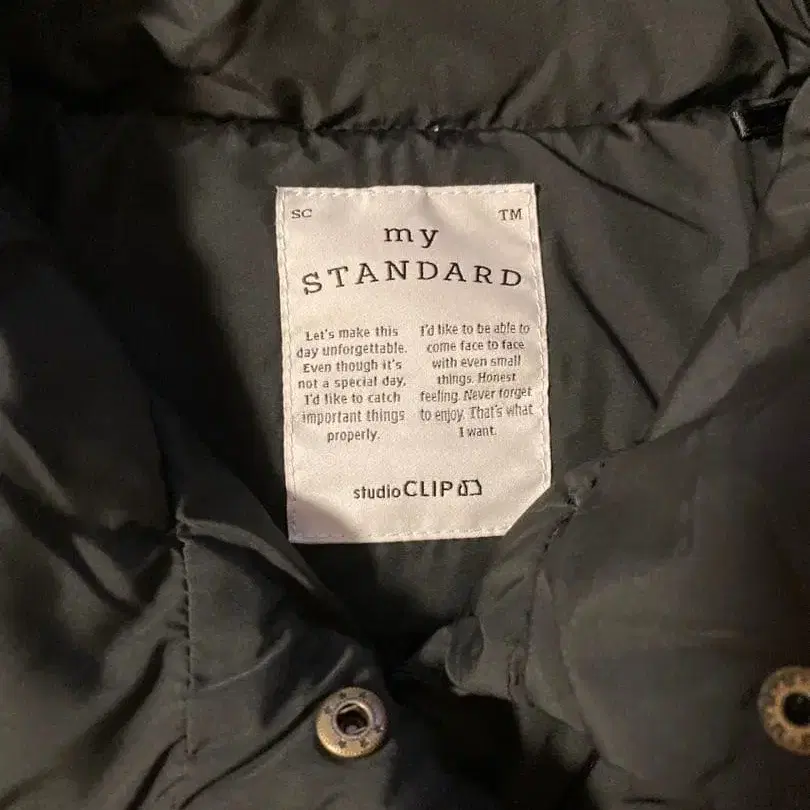 SC TM
my
STANDARD
Let's make this
day unforgettable.
Even though it's
not a special day,
I'd like to catch
important things
properly.
I'd like to be able to
come face to face
with even small
things. Honest
feeling. Never forget
to enjoy. That's what
I want.
studio CLIP